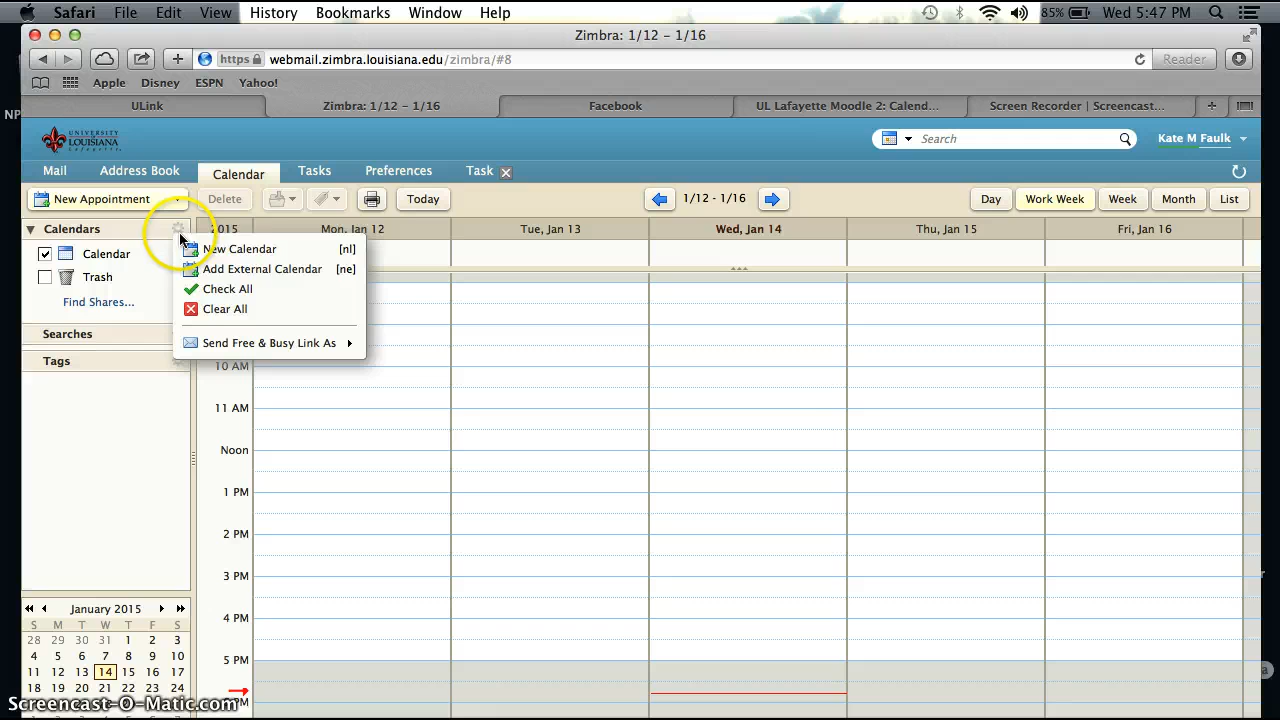 Safari File Edit View History Bookmarks Window Help 85% Wed 5:47 PM
Zimbra: 1/12 – 1/16
https webmail.zimbra.louisiana.edu/zimbra/#8 Reader
Apple Disney ESPN Yahoo!
ULink Zimbra: 1/12 – 1/16 Facebook UL Lafayette Moodle 2: Calend... Screen Recorder | Screencast...
NP
UNIVERSITY OF
LOUISIANA
Lafayette
Search Kate M Faulk
Mail Address Book Calendar Tasks Preferences Task
New Appointment Delete Today 1/12 - 1/16 Day Work Week Week Month List
Calendars 2015 Mon, Jan 12 Tue, Jan 13 Wed, Jan 14 Thu, Jan 15 Fri, Jan 16
Calendar
Trash
Find Shares...
New Calendar [nl]
Add External Calendar [ne]
Check All
Clear All
Send Free & Busy Link As
Searches
Tags
10 AM
11 AM
Noon
1 PM
2 PM
3 PM
4 PM
5 PM
January 2015
S M T W T F S
28 29 30 31 1 2 3
4 5 6 7 8 9 10
11 12 13 14 15 16 17
18 19 20 21 22 23 24
Screencast-O-Matic.com